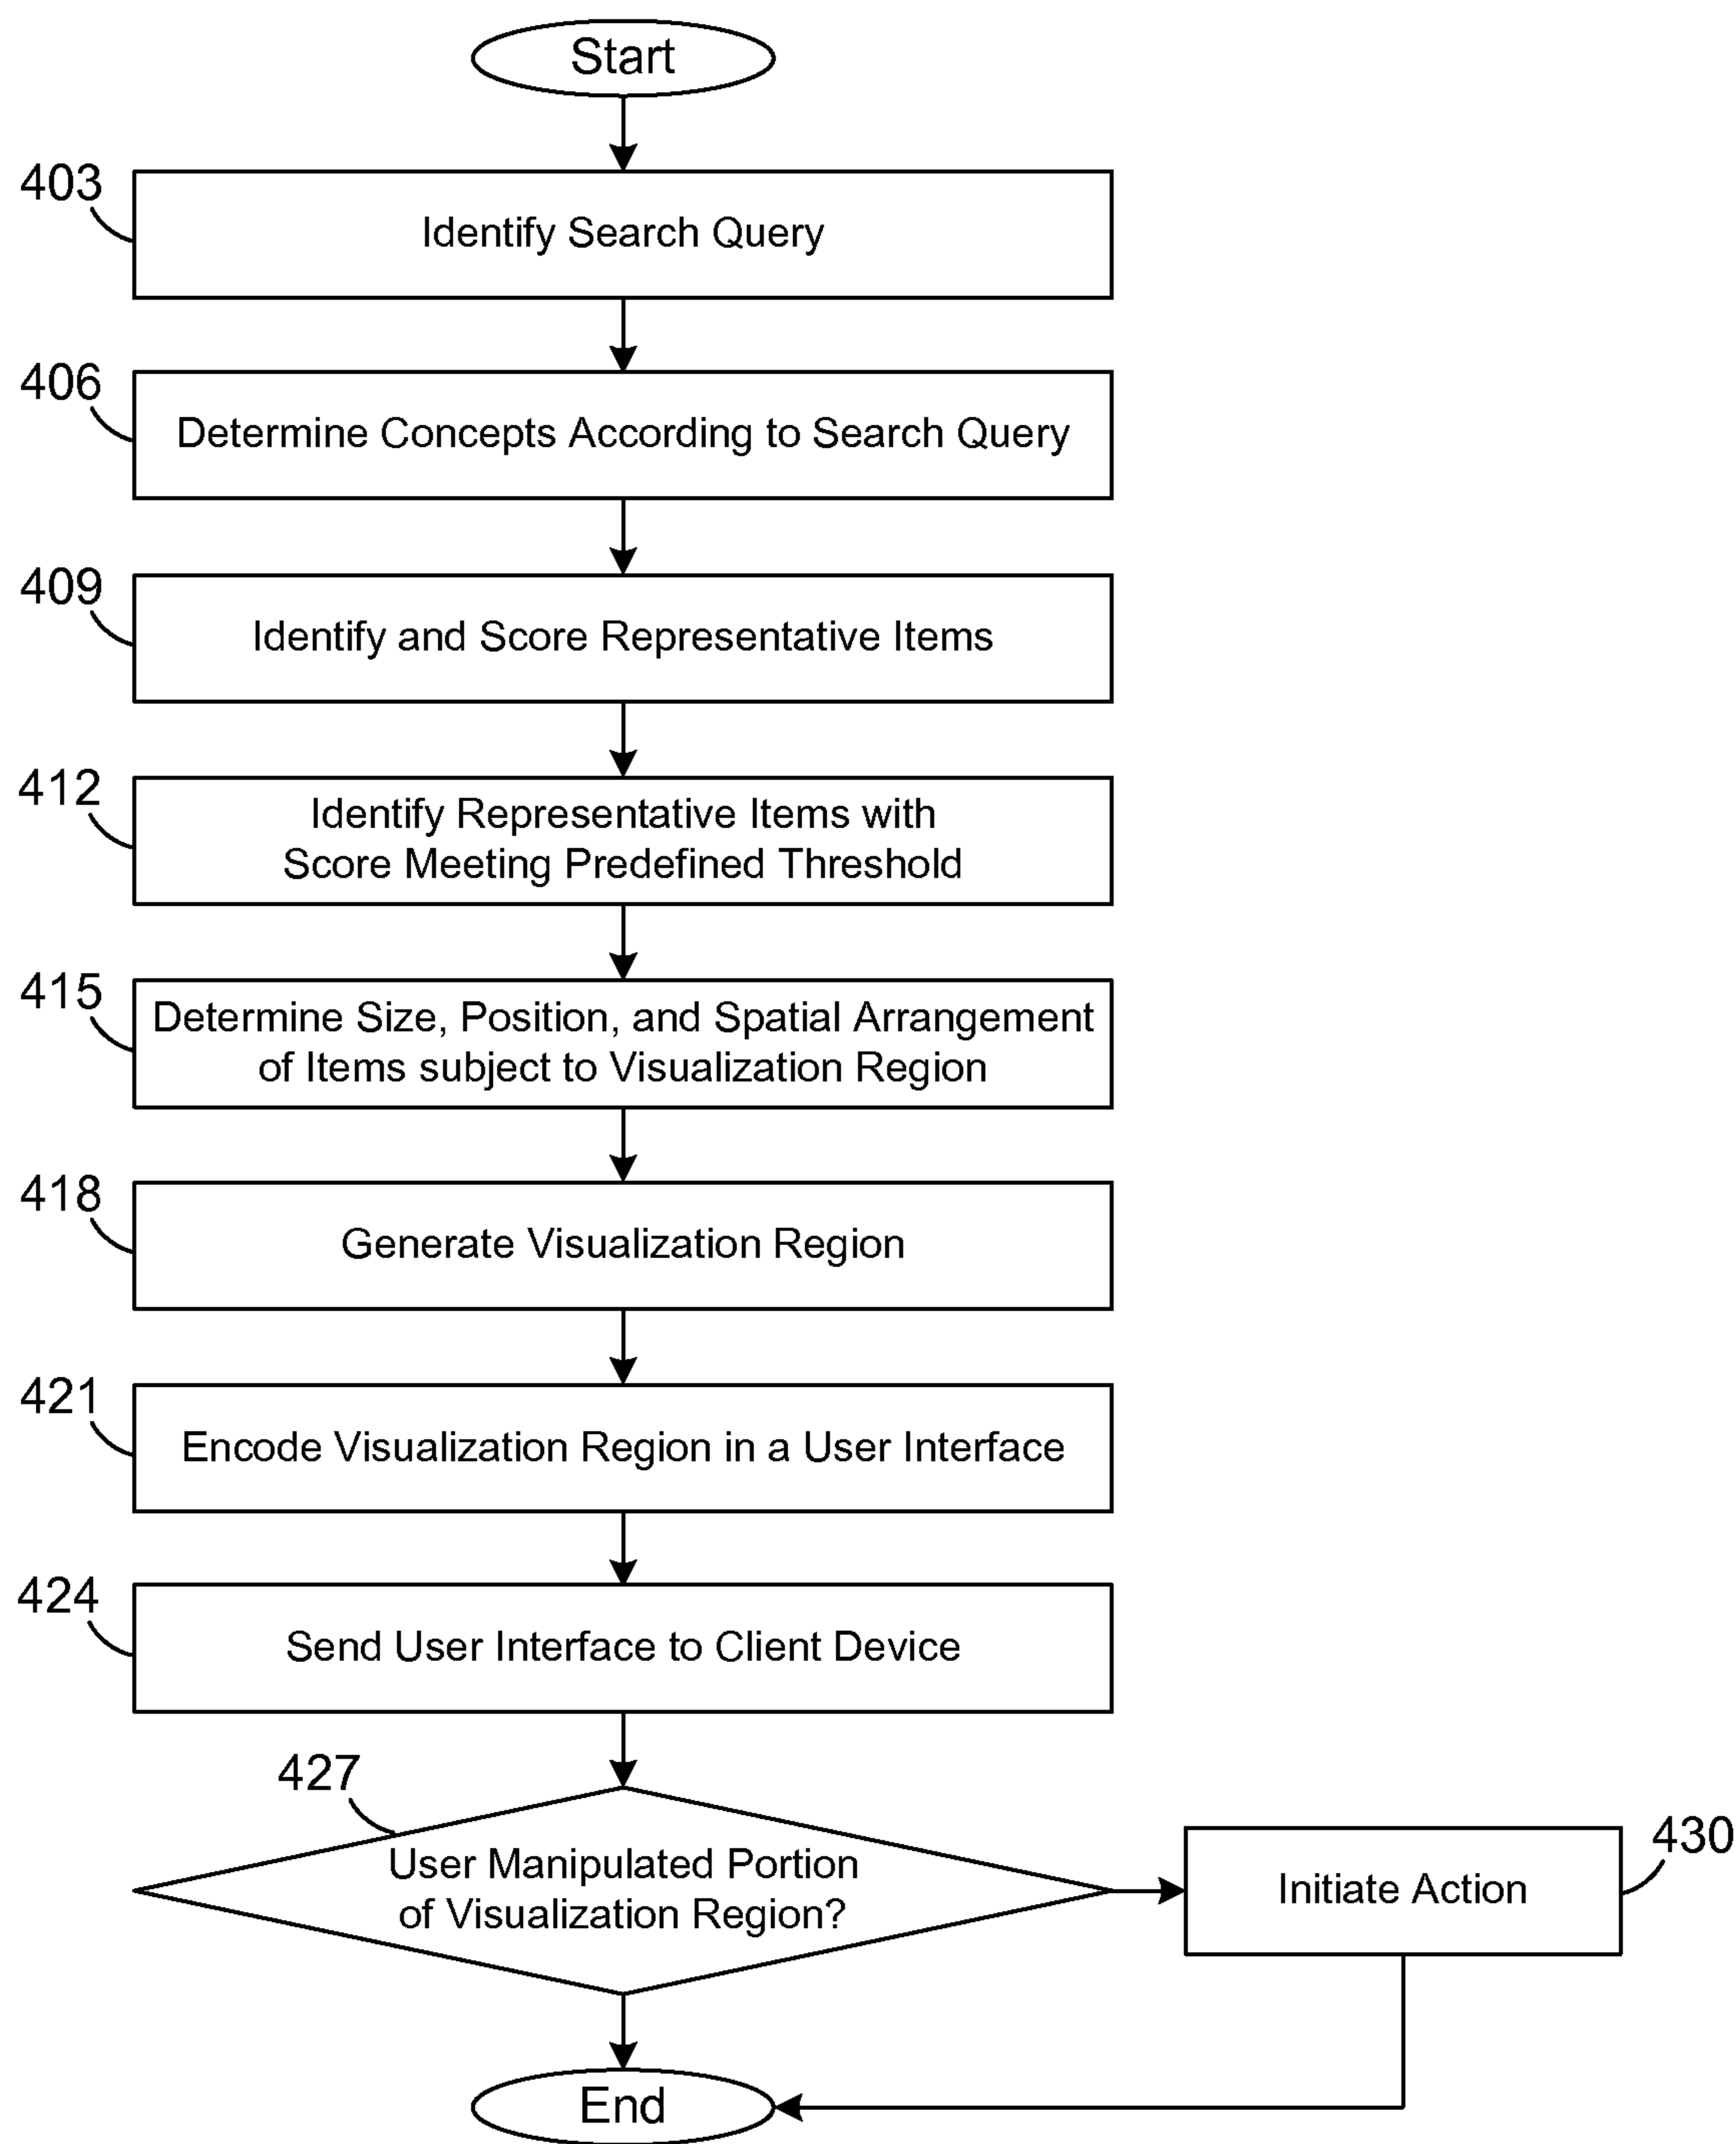 Start
403
Identify Search Query
406
Determine Concepts According to Search Query
409
Identify and Score Representative Items
412
Identify Representative Items with
Score Meeting Predefined Threshold
415
Determine Size, Position, and Spatial Arrangement
of Items subject to Visualization Region
418
Generate Visualization Region
421
Encode Visualization Region in a User Interface
424
Send User Interface to Client Device
427
User Manipulated Portion
of Visualization Region?
430
Initiate Action
End